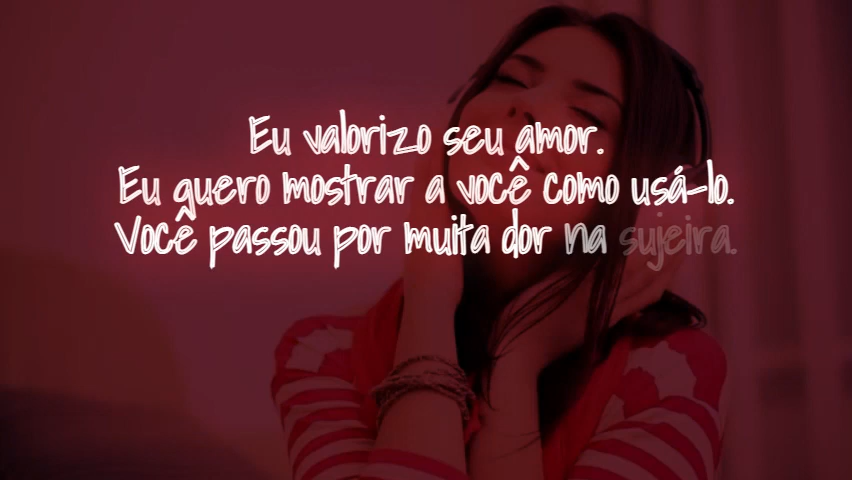 Eu valorizo seu amor.
Eu quero mostrar a você como usá-lo.
Você passou por muita dor na sujeira.